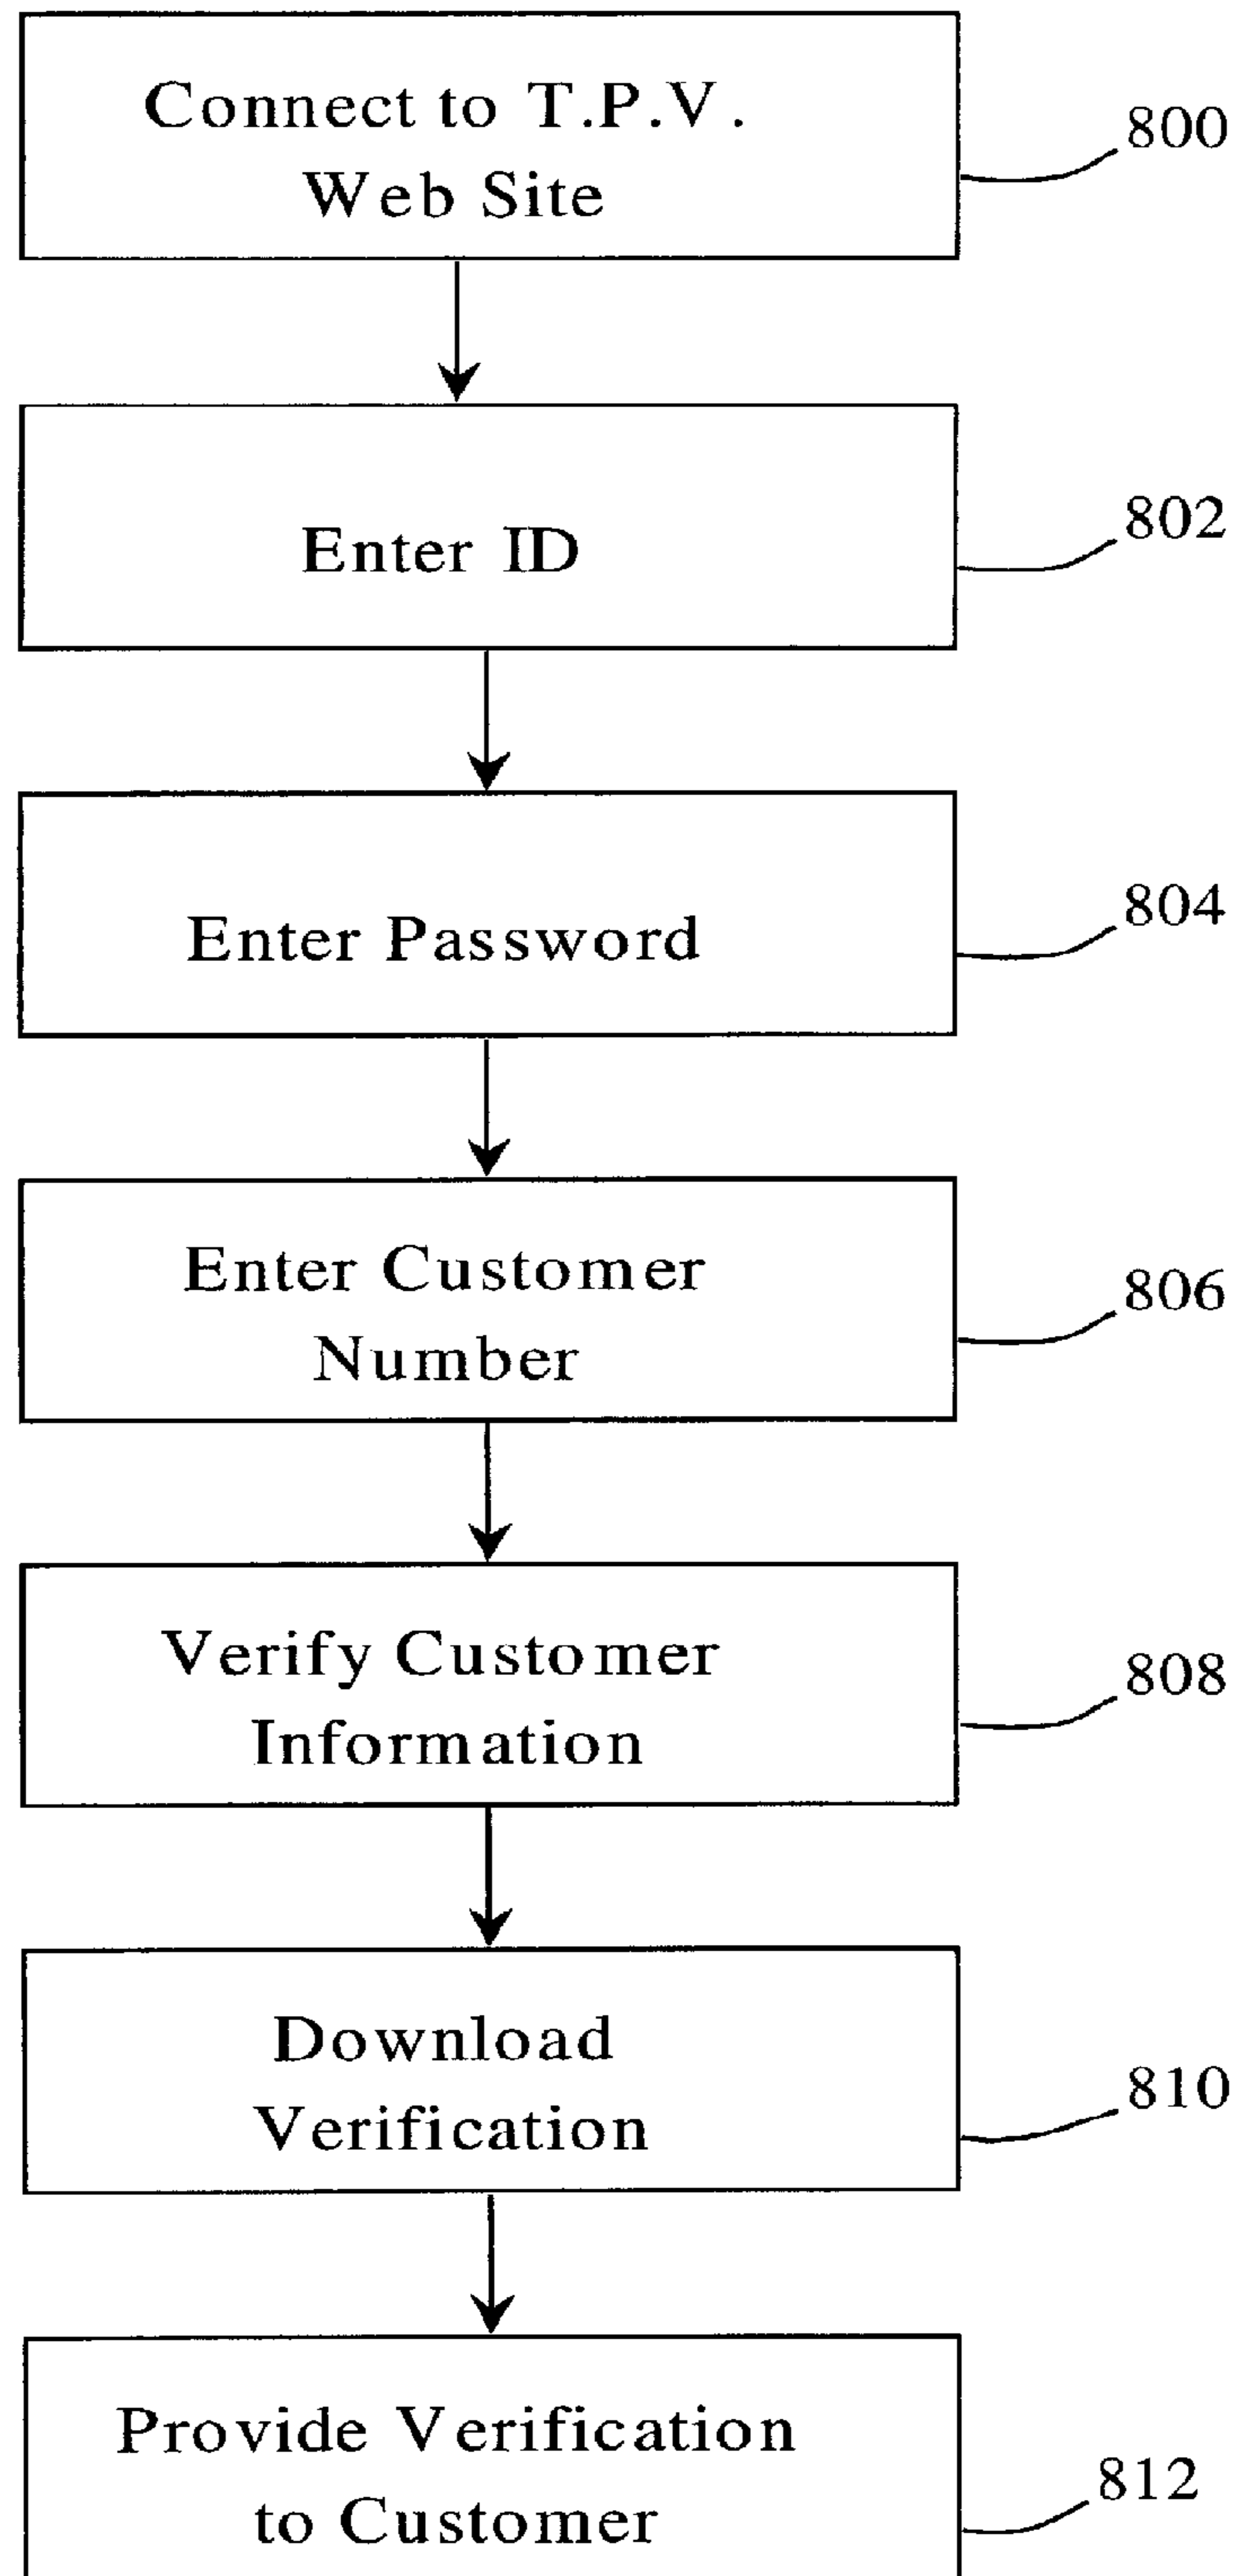 Connect to T.P.V.
Web Site
800
Enter ID
802
Enter Password
804
Enter Customer
Number
806
Verify Customer
Information
808
Download
Verification
810
Provide Verification
to Customer
812